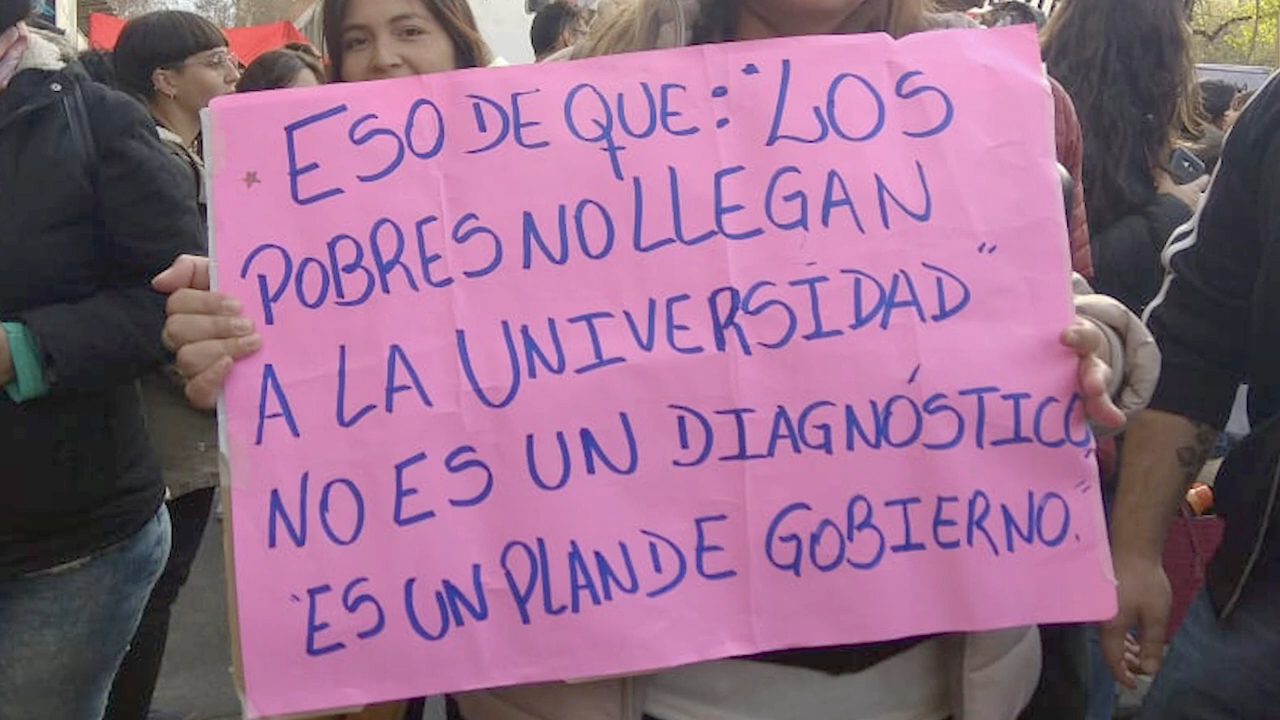 ESO DE QUE: "LOS
POBRES NO LLEGAN
A LA UNIVERSIDAD"
NO ES UN DIAGNÓSTICO,
"ES UN PLAN DE GOBIERNO."